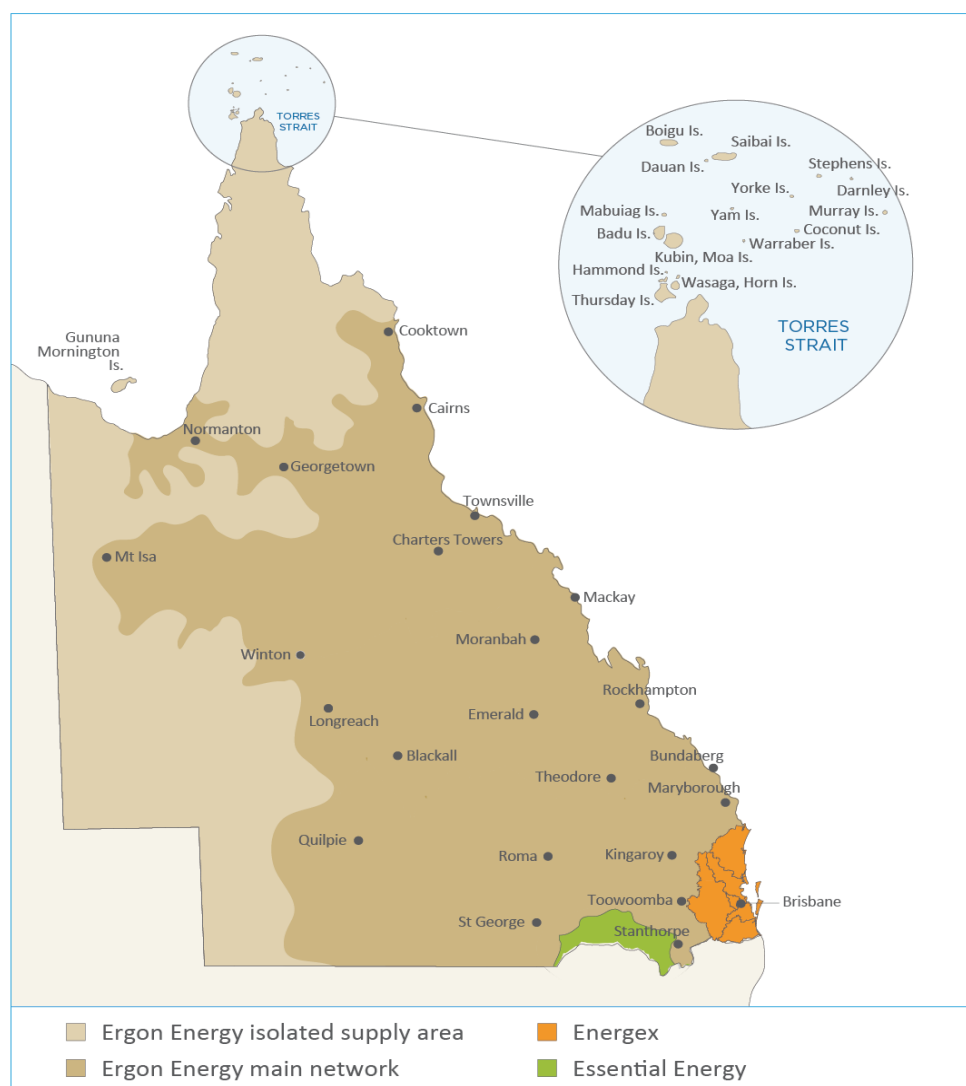 TORRES
STRAIT
Boigu Is.
Saibai Is.
Dauan Is.
Stephens Is.
Yorke Is.
Darnley Is.
Mabuiag Is.
Yam Is.
Murray Is.
Badu Is.
Coconut Is.
Warraber Is.
Kubin, Moa Is.
Hammond Is.
Wasaga, Horn Is.
Thursday Is.
TORRES
STRAIT
Gununa
Mornington
Is.
Cooktown
Cairns
Normanton
Georgetown
Townsville
Charters Towers
Mt Isa
Mackay
Moranbah
Winton
Rockhampton
Longreach
Emerald
Blackall
Bundaberg
Theodore
Maryborough
Quilpie
Roma
Kingaroy
Toowoomba
Brisbane
St George
Stanthorpe
Ergon Energy isolated supply area
Energex
Ergon Energy main network
Essential Energy